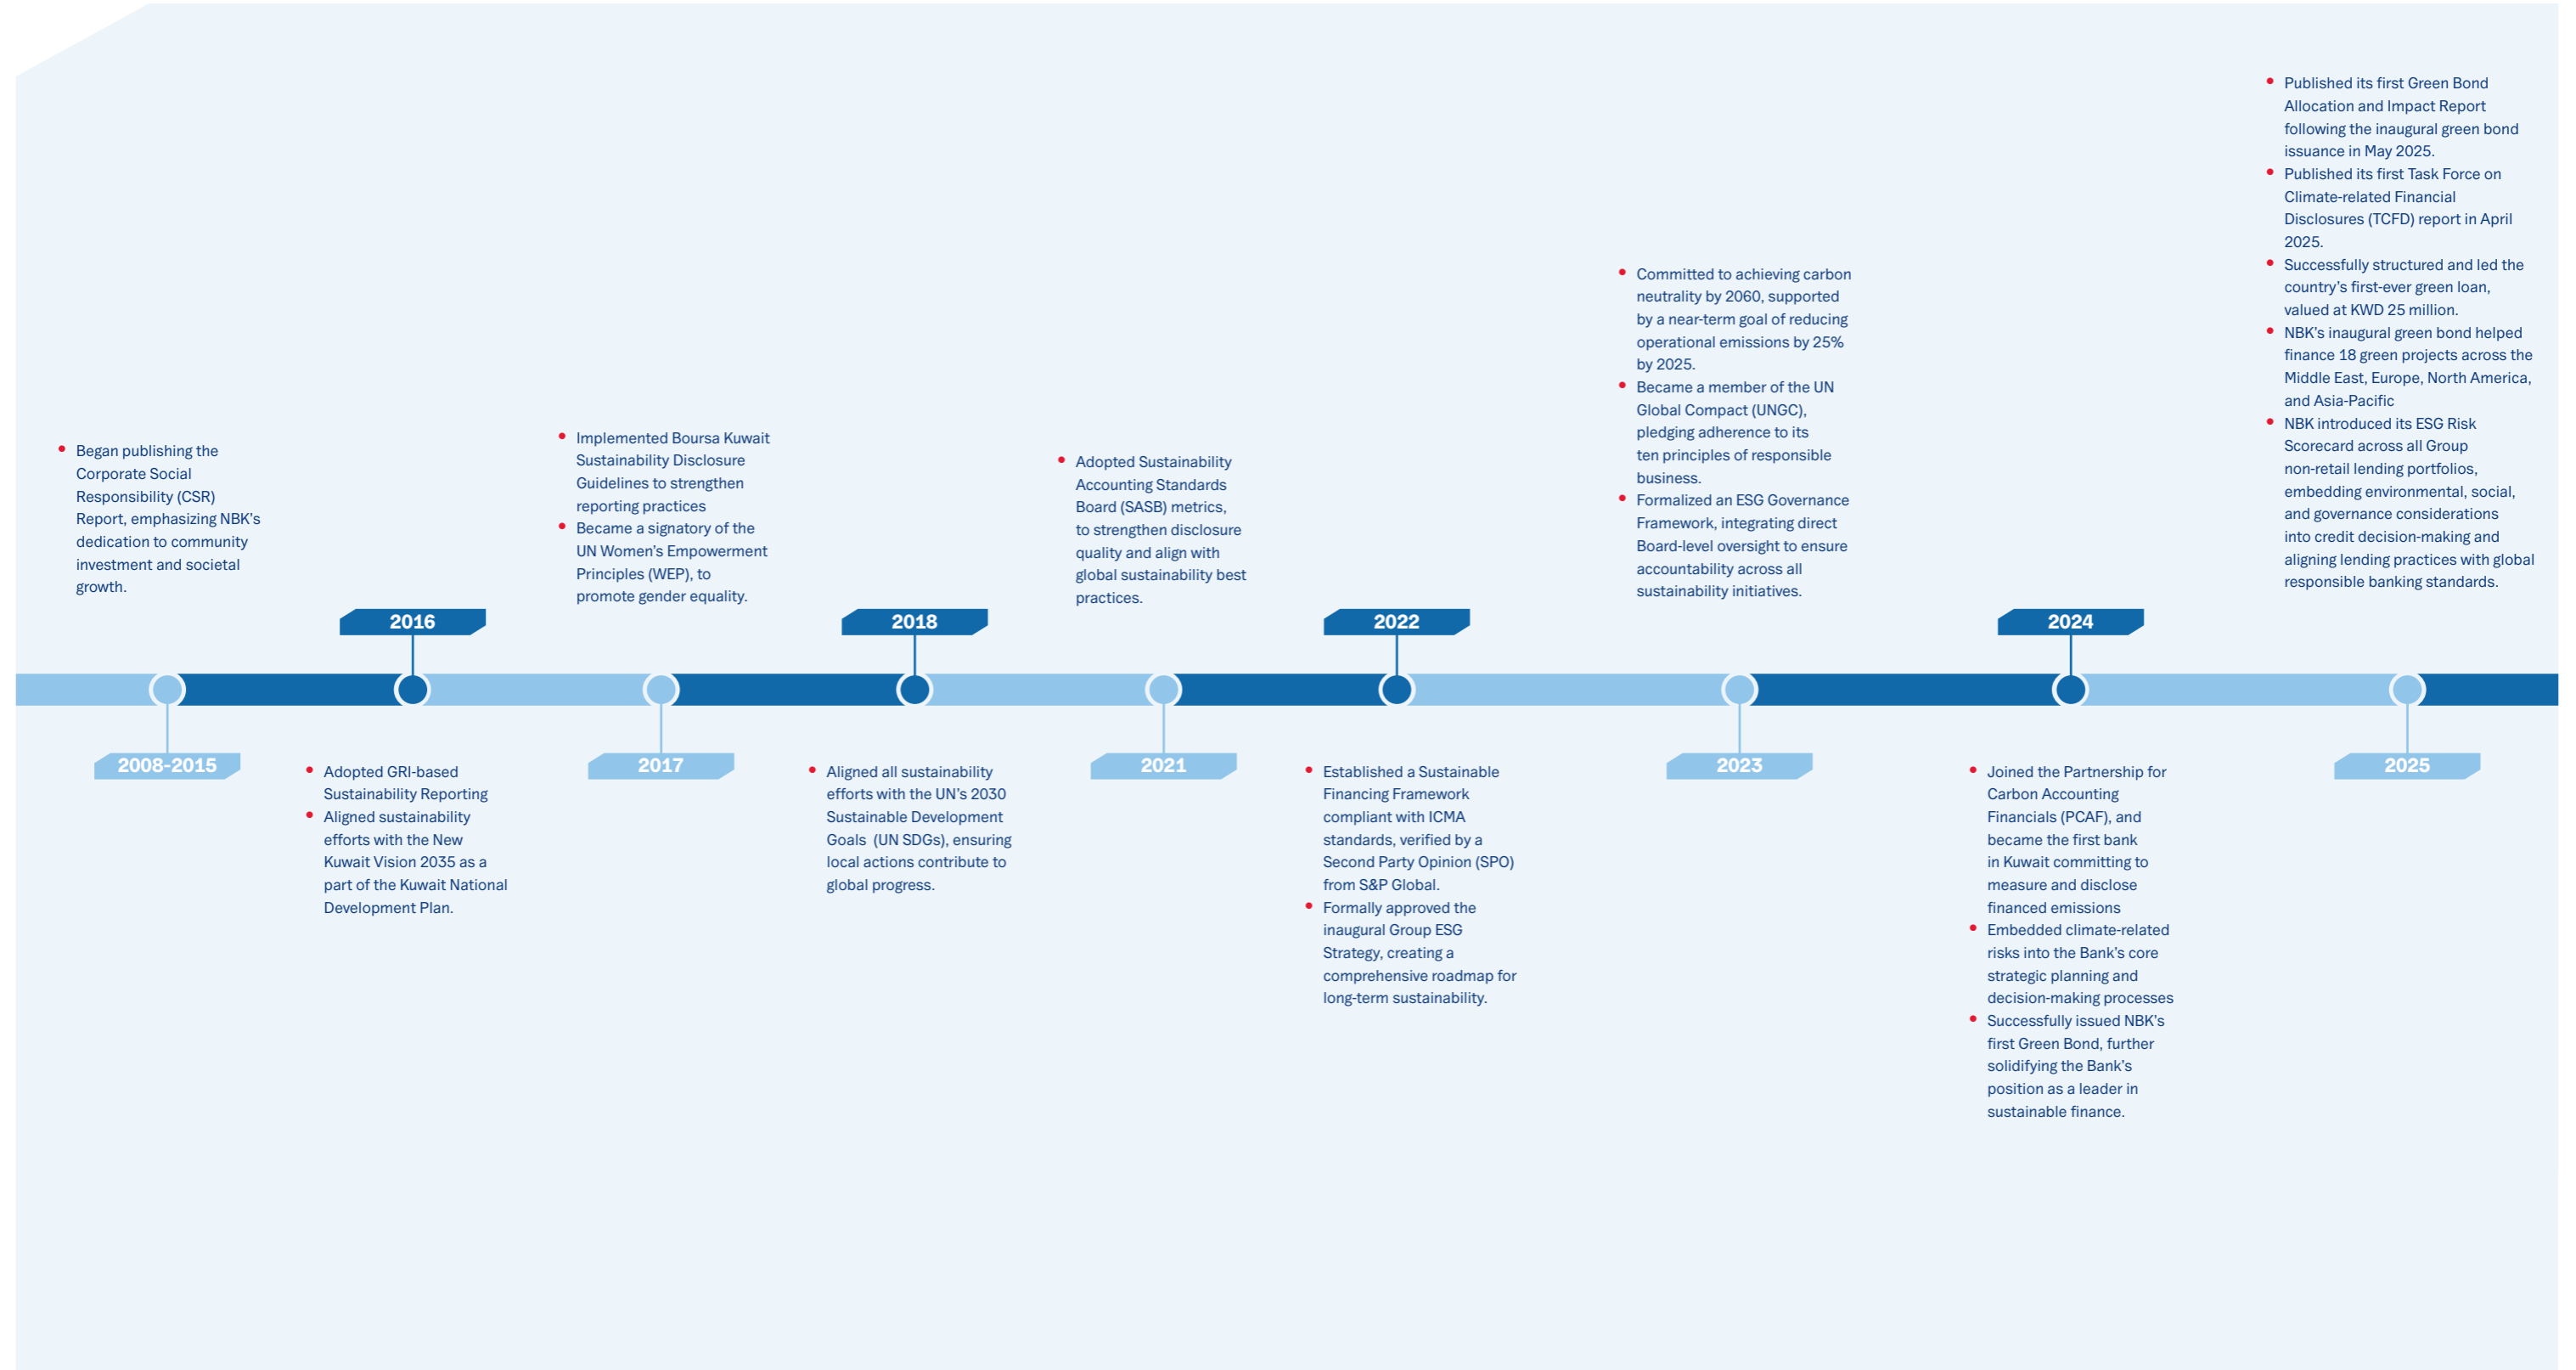 2008-2015
• Began publishing the
Corporate Social
Responsibility (CSR)
Report, emphasizing NBK's
dedication to community
investment and societal
growth.
2016
• Adopted GRI-based
Sustainability Reporting
• Aligned sustainability
efforts with the New
Kuwait Vision 2035 as a
part of the Kuwait National
Development Plan.
2017
• Implemented Boursa Kuwait
Sustainability Disclosure
Guidelines to strengthen
reporting practices
• Became a signatory of the
UN Women's Empowerment
Principles (WEP), to
promote gender equality.
2018
• Aligned all sustainability
efforts with the UN's 2030
Sustainable Development
Goals (UN SDGs), ensuring
local actions contribute to
global progress.
2021
• Adopted Sustainability
Accounting Standards
Board (SASB) metrics,
to strengthen disclosure
quality and align with
global sustainability best
practices.
2022
• Established a Sustainable
Financing Framework
compliant with ICMA
standards, verified by a
Second Party Opinion (SPO)
from S&P Global.
• Formally approved the
inaugural Group ESG
Strategy, creating a
comprehensive roadmap for
long-term sustainability.
2023
• Committed to achieving carbon
neutrality by 2060, supported
by a near-term goal of reducing
operational emissions by 25%
by 2025.
• Became a member of the UN
Global Compact (UNGC),
pledging adherence to its
ten principles of responsible
business.
• Formalized an ESG Governance
Framework, integrating direct
Board-level oversight to ensure
accountability across all
sustainability initiatives.
2024
• Joined the Partnership for
Carbon Accounting
Financials (PCAF), and
became the first bank
in Kuwait committing to
measure and disclose
financed emissions
• Embedded climate-related
risks into the Bank's core
strategic planning and
decision-making processes
• Successfully issued NBK's
first Green Bond, further
solidifying the Bank's
position as a leader in
sustainable finance.
2025
• Published its first Green Bond
Allocation and Impact Report
following the inaugural green bond
issuance in May 2025.
• Published its first Task Force on
Climate-related Financial
Disclosures (TCFD) report in April
2025.
• Successfully structured and led the
country's first-ever green loan,
valued at KWD 25 million.
• NBK's inaugural green bond helped
finance 18 green projects across the
Middle East, Europe, North America,
and Asia-Pacific
• NBK introduced its ESG Risk
Scorecard across all Group
non-retail lending portfolios,
embedding environmental, social,
and governance considerations
into credit decision-making and
aligning lending practices with global
responsible banking standards.